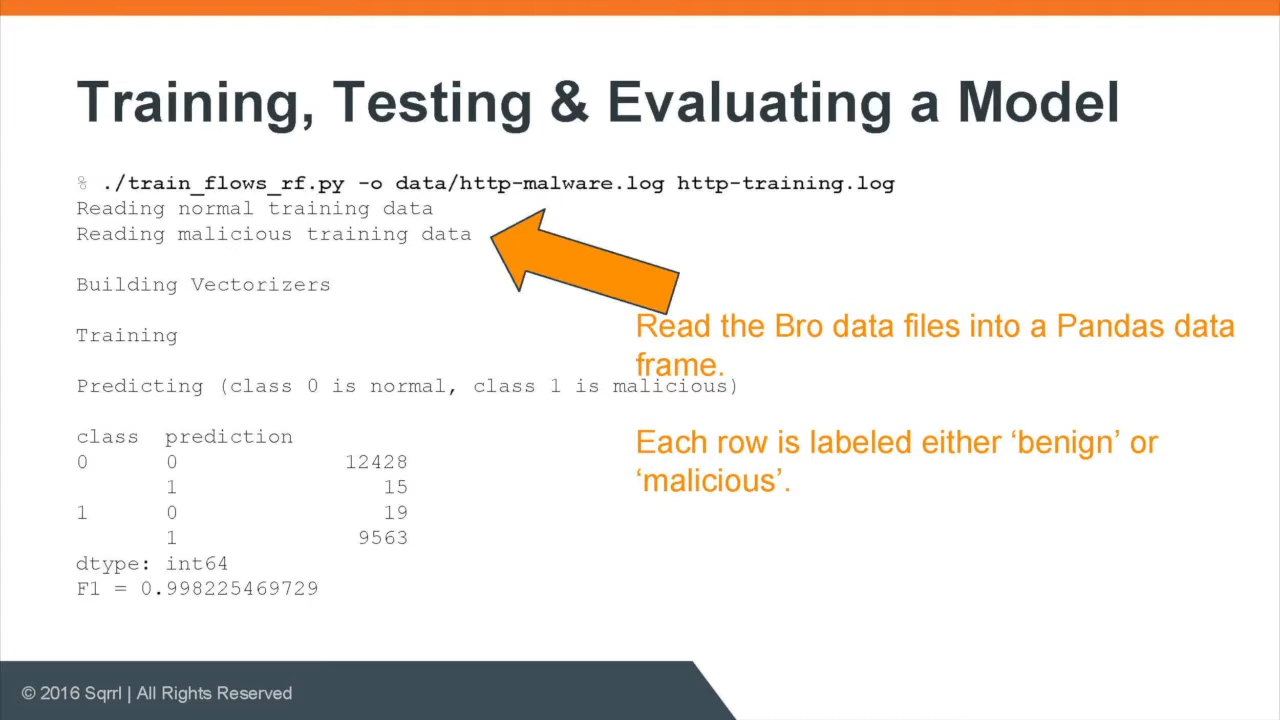 Training, Testing & Evaluating a Model
% ./train_flows_rf.py -o data/http-malware.log http-training.log
Reading normal training data
Reading malicious training data
Building Vectorizers
Training
Read the Bro data files into a Pandas data
frame.
Predicting (class 0 is normal, class 1 is malicious)
Each row is labeled either ‘benign’ or
‘malicious’.
class prediction
0 0 12428
1 15
1 0 19
1 9563
dtype: int64
F1 = 0.998225469729
© 2016 Sqrrl | All Rights Reserved